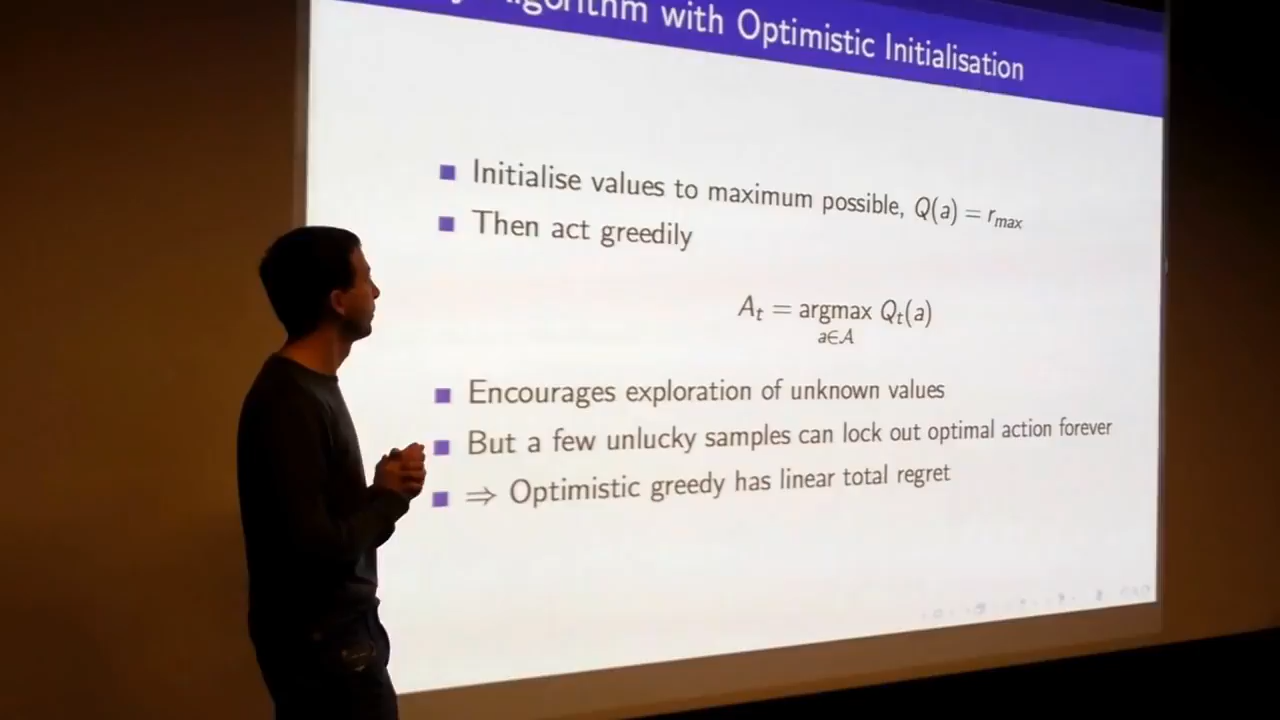 Algorithm with Optimistic Initialisation
Initialise values to maximum possible, Q(a) = r_max
Then act greedily
A_t = argmax Q_t(a)
a∈𝒜
Encourages exploration of unknown values
But a few unlucky samples can lock out optimal action forever
⇒ Optimistic greedy has linear total regret